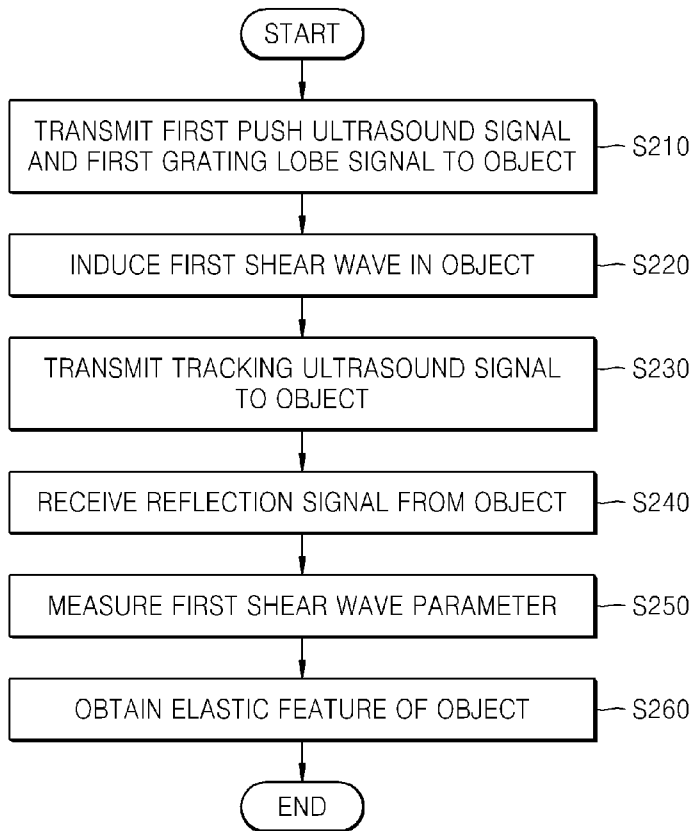 START
TRANSMIT FIRST PUSH ULTRASOUND SIGNAL
AND FIRST GRATING LOBE SIGNAL TO OBJECT
S210
INDUCE FIRST SHEAR WAVE IN OBJECT
S220
TRANSMIT TRACKING ULTRASOUND SIGNAL
TO OBJECT
S230
RECEIVE REFLECTION SIGNAL FROM OBJECT
S240
MEASURE FIRST SHEAR WAVE PARAMETER
S250
OBTAIN ELASTIC FEATURE OF OBJECT
S260
END